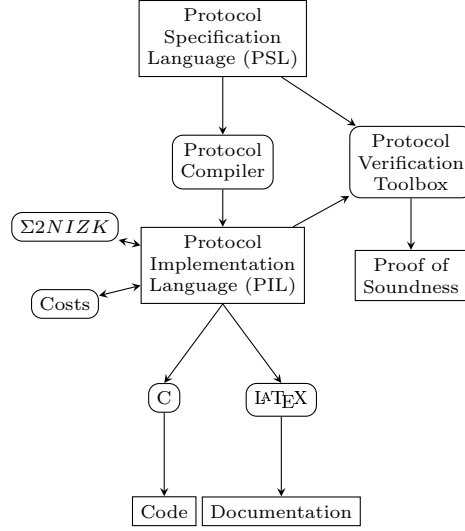 Protocol
Specification
Language (PSL)
Protocol
Compiler
Protocol
Verification
Toolbox
Σ2NIZK
Protocol
Implementation
Language (PIL)
Proof of
Soundness
Costs
C
LATEX
Code
Documentation